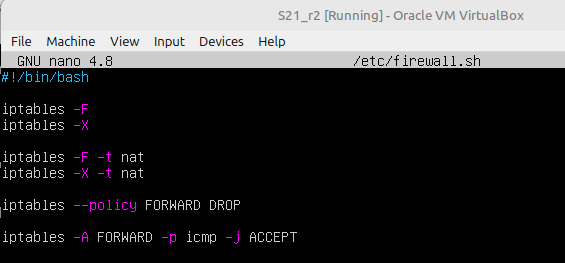 S21_r2 [Running] - Oracle VM VirtualBox
File Machine View Input Devices Help
GNU nano 4.8 /etc/firewall.sh
#!/bin/bash
iptables -F
iptables -X
iptables -F -t nat
iptables -X -t nat
iptables --policy FORWARD DROP
iptables -A FORWARD -p icmp -j ACCEPT